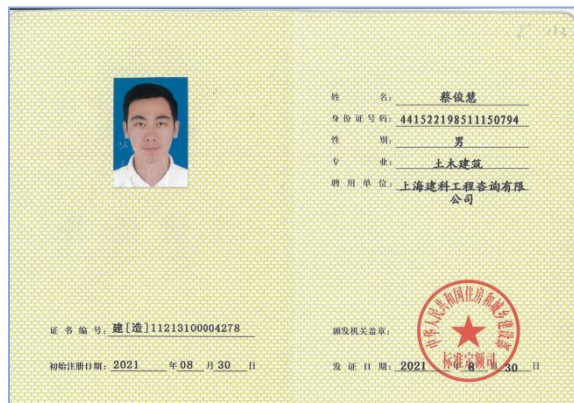 姓 名: 蔡俊慧
身份证号码: 441522198511150794
性 别: 男
专 业: 土木建筑
聘用单位: 上海建科工程咨询有限
公司
证书编号: 建[造]11213100004278
初始注册日期: 2021 年 08 月 30 日
颁发机关盖章:
中华人民共和国住房和城乡建设部
标准定额司
发证日期: 2021 年 8 月 30 日